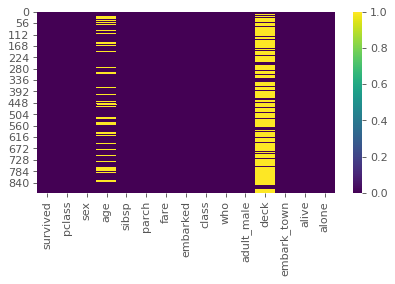 0
56
112
168
224
280
336
392
448
504
560
616
672
728
784
840
survived
pclass
sex
age
sibsp
parch
fare
embarked
class
who
adult_male
deck
embark_town
alive
alone
1.0
0.8
0.6
0.4
0.2
0.0